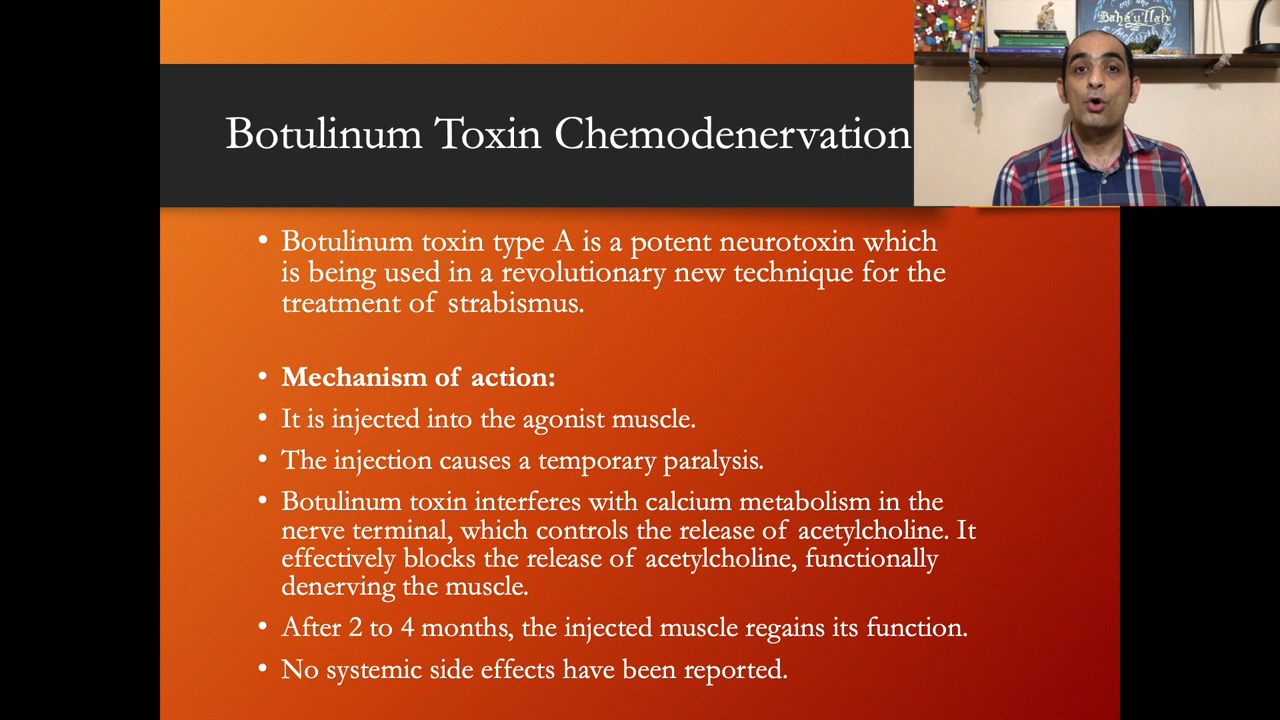 Botulinum Toxin Chemodenervation
• Botulinum toxin type A is a potent neurotoxin which
is being used in a revolutionary new technique for the
treatment of strabismus.
• Mechanism of action:
• It is injected into the agonist muscle.
• The injection causes a temporary paralysis.
• Botulinum toxin interferes with calcium metabolism in the
nerve terminal, which controls the release of acetylcholine. It
effectively blocks the release of acetylcholine, functionally
denerving the muscle.
• After 2 to 4 months, the injected muscle regains its function.
• No systemic side effects have been reported.
Bahá'u'lláh